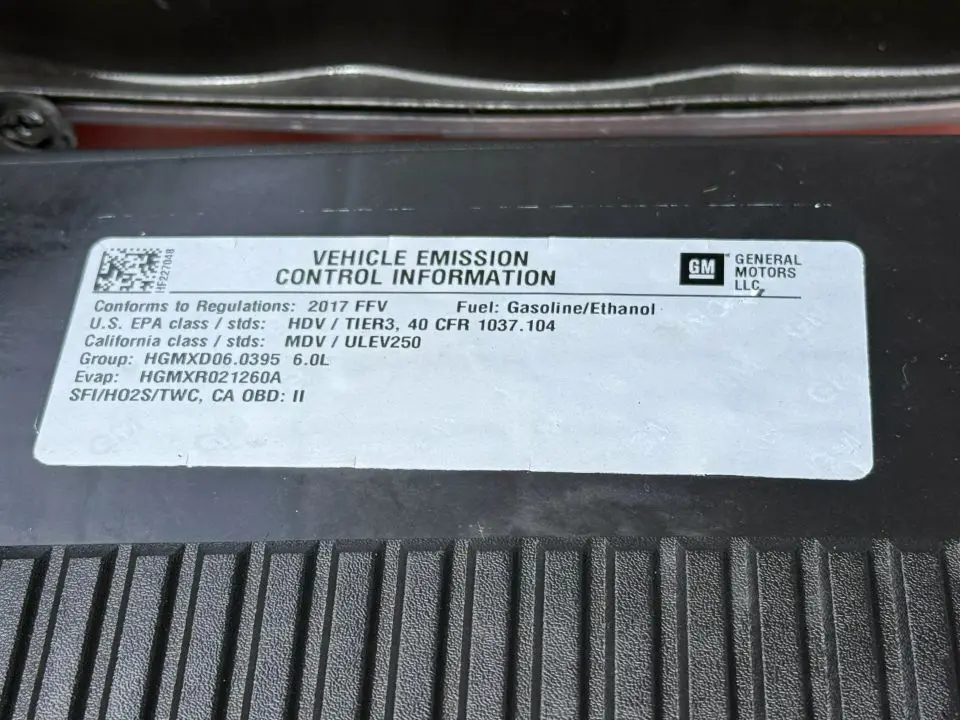 VEHICLE EMISSION
CONTROL INFORMATION
HF227048
GM
GENERAL
MOTORS
LLC
Conforms to Regulations: 2017 FFV Fuel: Gasoline/Ethanol
U.S. EPA class / stds: HDV / TIER3, 40 CFR 1037.104
California class / stds: MDV / ULEV250
Group: HGMXD06.0395 6.0L
Evap: HGMXR021260A
SFI/HO2S/TWC, CA OBD: II